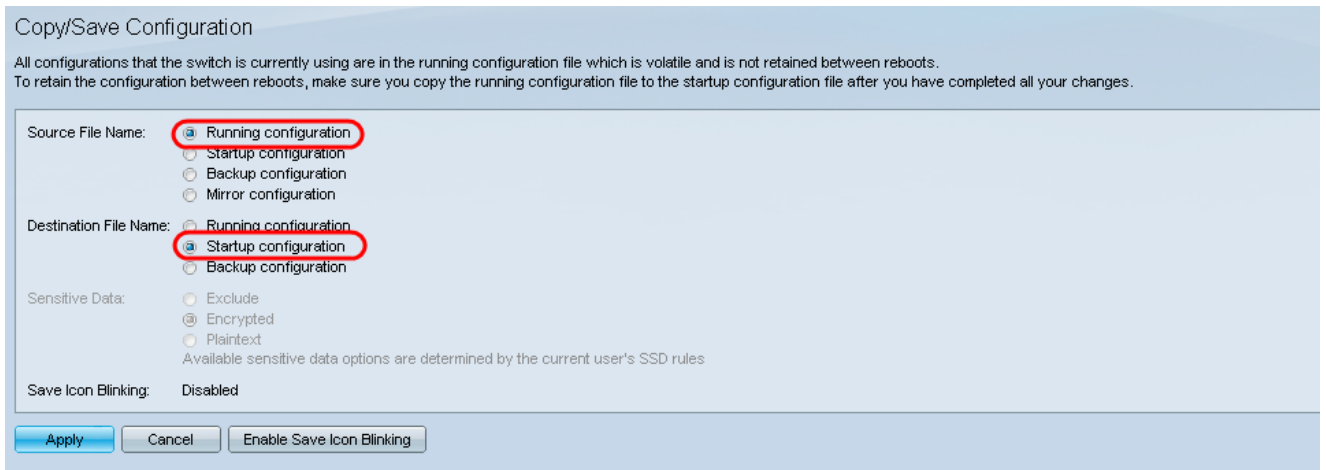 Copy/Save Configuration
All configurations that the switch is currently using are in the running configuration file which is volatile and is not retained between reboots.
To retain the configuration between reboots, make sure you copy the running configuration file to the startup configuration file after you have completed all your changes.
Source File Name: Running configuration
Startup configuration
Backup configuration
Mirror configuration
Destination File Name: Running configuration
Startup configuration
Backup configuration
Sensitive Data: Exclude
Encrypted
Plaintext
Available sensitive data options are determined by the current user's SSD rules
Save Icon Blinking: Disabled
Apply Cancel Enable Save Icon Blinking